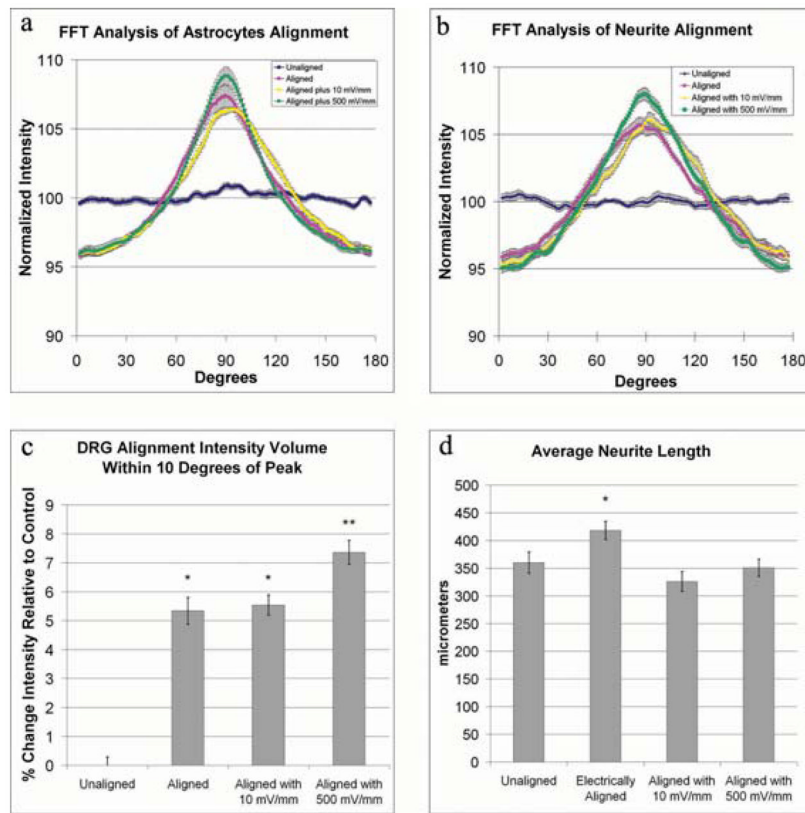 a
FFT Analysis of Astrocytes Alignment
Unaligned
Aligned
Aligned plus 10 mV/mm
Aligned plus 500 mV/mm
Normalized Intensity
110
105
100
95
90
0 30 60 90 120 150 180
Degrees
b
FFT Analysis of Neurite Alignment
Unaligned
Aligned
Aligned with 10 mV/mm
Aligned with 500 mV/mm
Normalized Intensity
110
105
100
95
90
0 30 60 90 120 150 180
Degrees
c
DRG Alignment Intensity Volume
Within 10 Degrees of Peak
% Change Intensity Relative to Control
9
8
7
6
5
4
3
2
1
0
* * **
Unaligned Aligned Aligned with Aligned with
10 mV/mm 500 mV/mm
d
Average Neurite Length
micrometers
500
450
400
350
300
250
200
150
100
50
0
*
Unaligned Electrically Aligned with Aligned with
Aligned 10 mV/mm 500 mV/mm